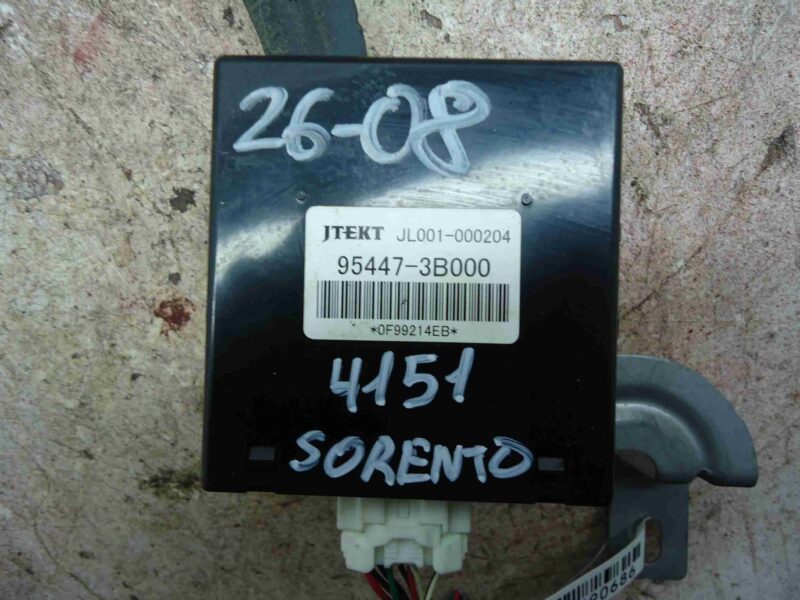 26-08
JTEKT JL001-000204
95447-3B000
*0F99214EB*
4151
SORENTO